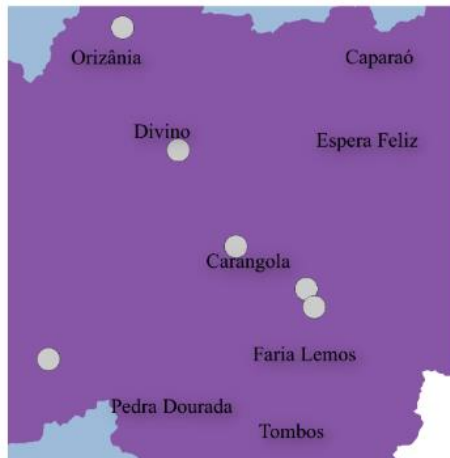 Orizânia
Caparaó
Divino
Espera Feliz
Carangola
Faria Lemos
Pedra Dourada
Tombos